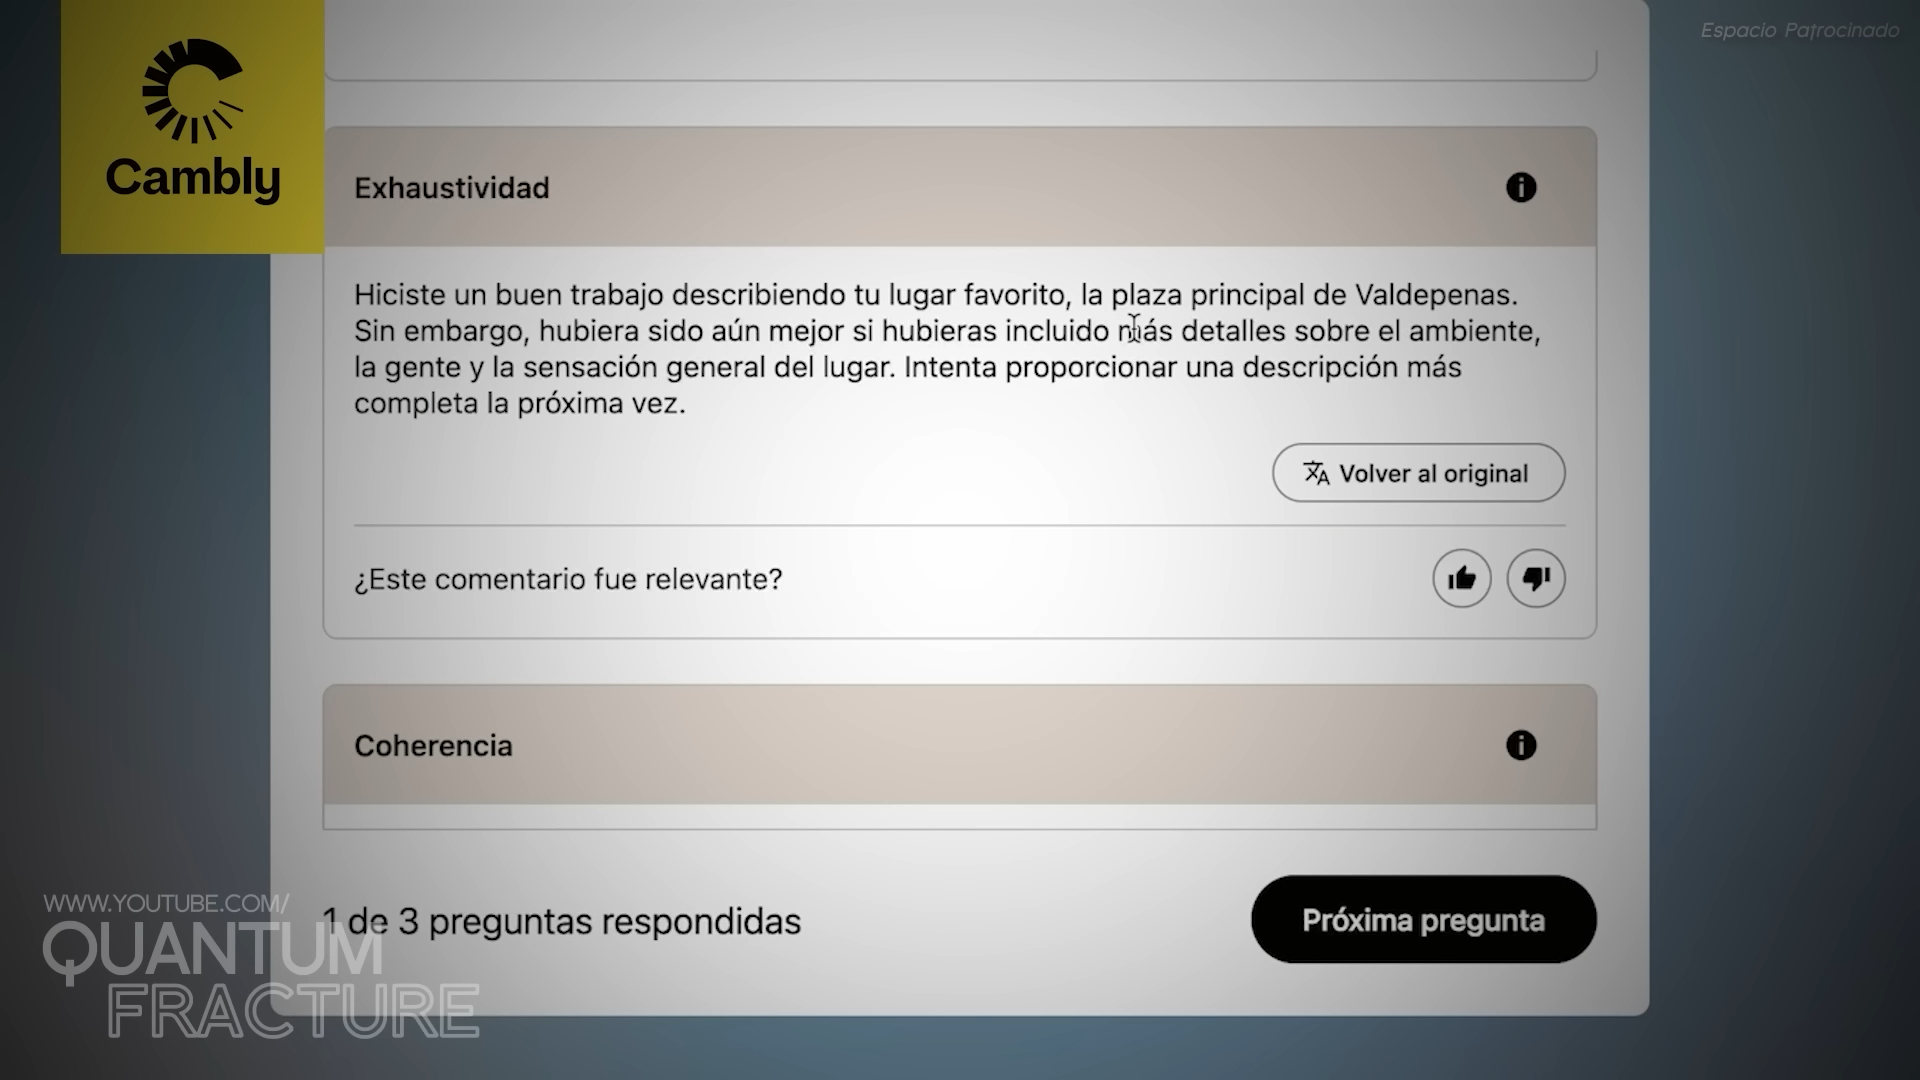 Espacio Patrocinado
Cambly
Exhaustividad
Hiciste un buen trabajo describiendo tu lugar favorito, la plaza principal de Valdepenas.
Sin embargo, hubiera sido aún mejor si hubieras incluido más detalles sobre el ambiente,
la gente y la sensación general del lugar. Intenta proporcionar una descripción más
completa la próxima vez.
Volver al original
¿Este comentario fue relevante?
Coherencia
1 de 3 preguntas respondidas
Próxima pregunta
WWW.YOUTUBE.COM/
QUANTUM
FRACTURE